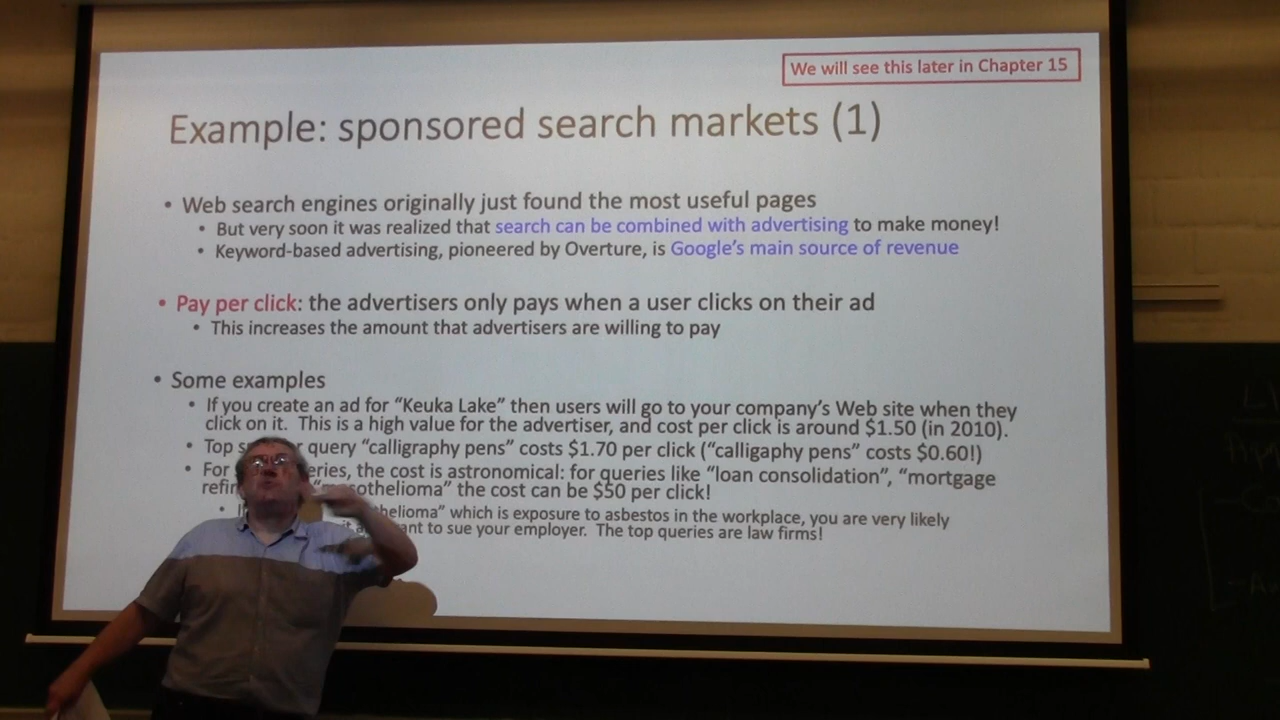 We will see this later in Chapter 15
Example: sponsored search markets (1)
• Web search engines originally just found the most useful pages
• But very soon it was realized that search can be combined with advertising to make money!
• Keyword-based advertising, pioneered by Overture, is Google's main source of revenue
• Pay per click: the advertisers only pays when a user clicks on their ad
• This increases the amount that advertisers are willing to pay
• Some examples
• If you create an ad for “Keuka Lake” then users will go to your company's Web site when they
click on it. This is a high value for the advertiser, and cost per click is around $1.50 (in 2010).
• Top query “calligraphy pens” costs $1.70 per click (“calligaphy pens” costs $0.60!)
• For the cost is astronomical: for queries like “loan consolidation”, “mortgage
the cost can be $50 per click!
• which is exposure to asbestos in the workplace, you are very likely
to sue your employer. The top queries are law firms!